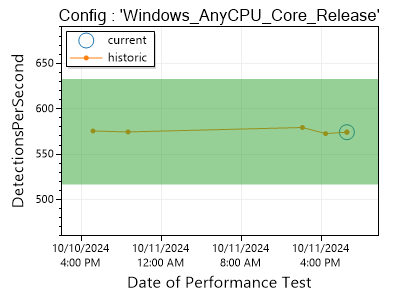 Config : 'Windows_AnyCPU_Core_Release'
current
historic
DetectionsPerSecond
650
600
550
500
10/10/2024 10/11/2024 10/11/2024 10/11/2024
4:00 PM 12:00 AM 8:00 AM 4:00 PM
Date of Performance Test